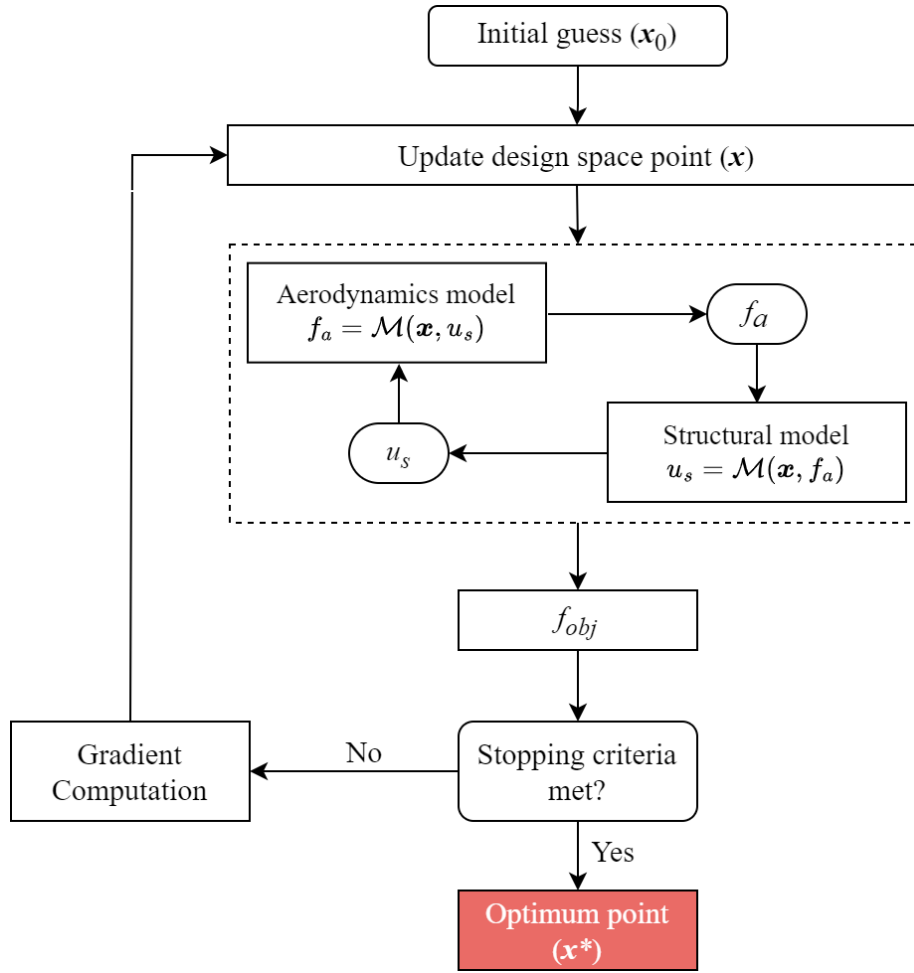 Initial guess (x₀)
Update design space point (x)
Aerodynamics model
fₐ = ℳ(x, uₛ)
fₐ
uₛ
Structural model
uₛ = ℳ(x, fₐ)
f_obj
Stopping criteria
met?
No
Gradient
Computation
Yes
Optimum point
(x*)